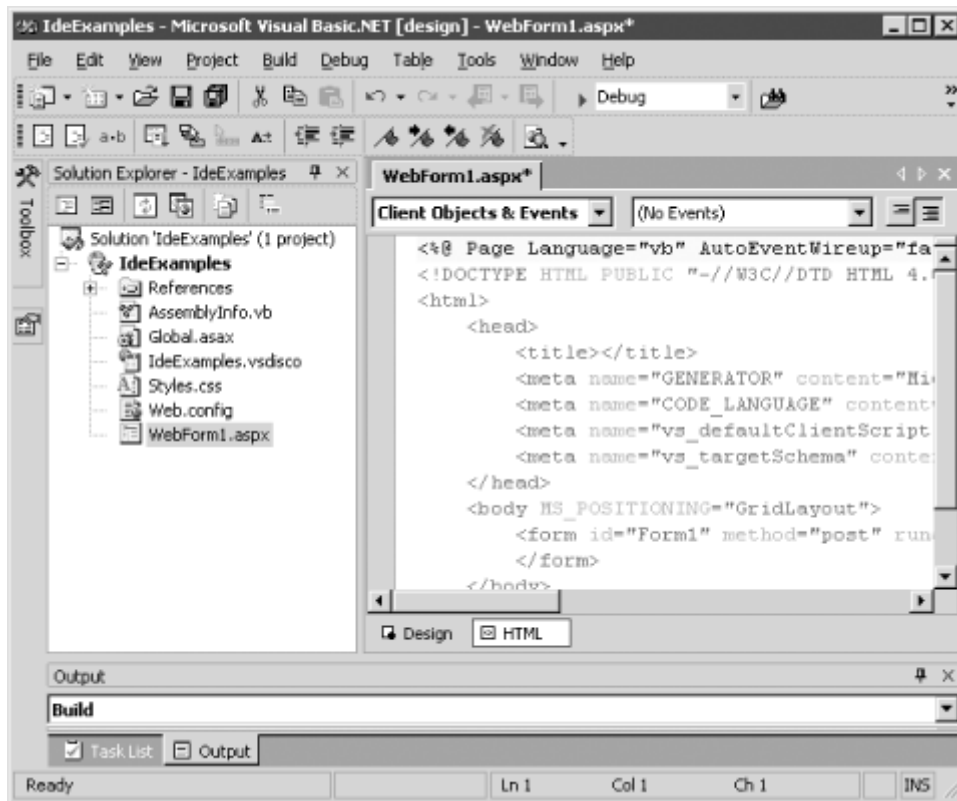 IdeExamples - Microsoft Visual Basic.NET [design] - WebForm1.aspx*
File Edit View Project Build Debug Table Tools Window Help
Debug
Toolbox
Solution Explorer - IdeExamples
Solution 'IdeExamples' (1 project)
IdeExamples
References
AssemblyInfo.vb
Global.asax
IdeExamples.vsdisco
Styles.css
Web.config
WebForm1.aspx
WebForm1.aspx*
Client Objects & Events (No Events)
<%@ Page Language="vb" AutoEventWireup="fa
<!DOCTYPE HTML PUBLIC "-//W3C//DTD HTML 4.
<html>
<head>
<title></title>
<meta name="GENERATOR" content="Mi
<meta name="CODE_LANGUAGE" content
<meta name="vs_defaultClientScript
<meta name="vs_targetSchema" conte
</head>
<body MS_POSITIONING="GridLayout">
<form id="Form1" method="post" run
</form>
</body>
Design HTML
Output
Build
Task List Output
Ready Ln 1 Col 1 Ch 1 INS